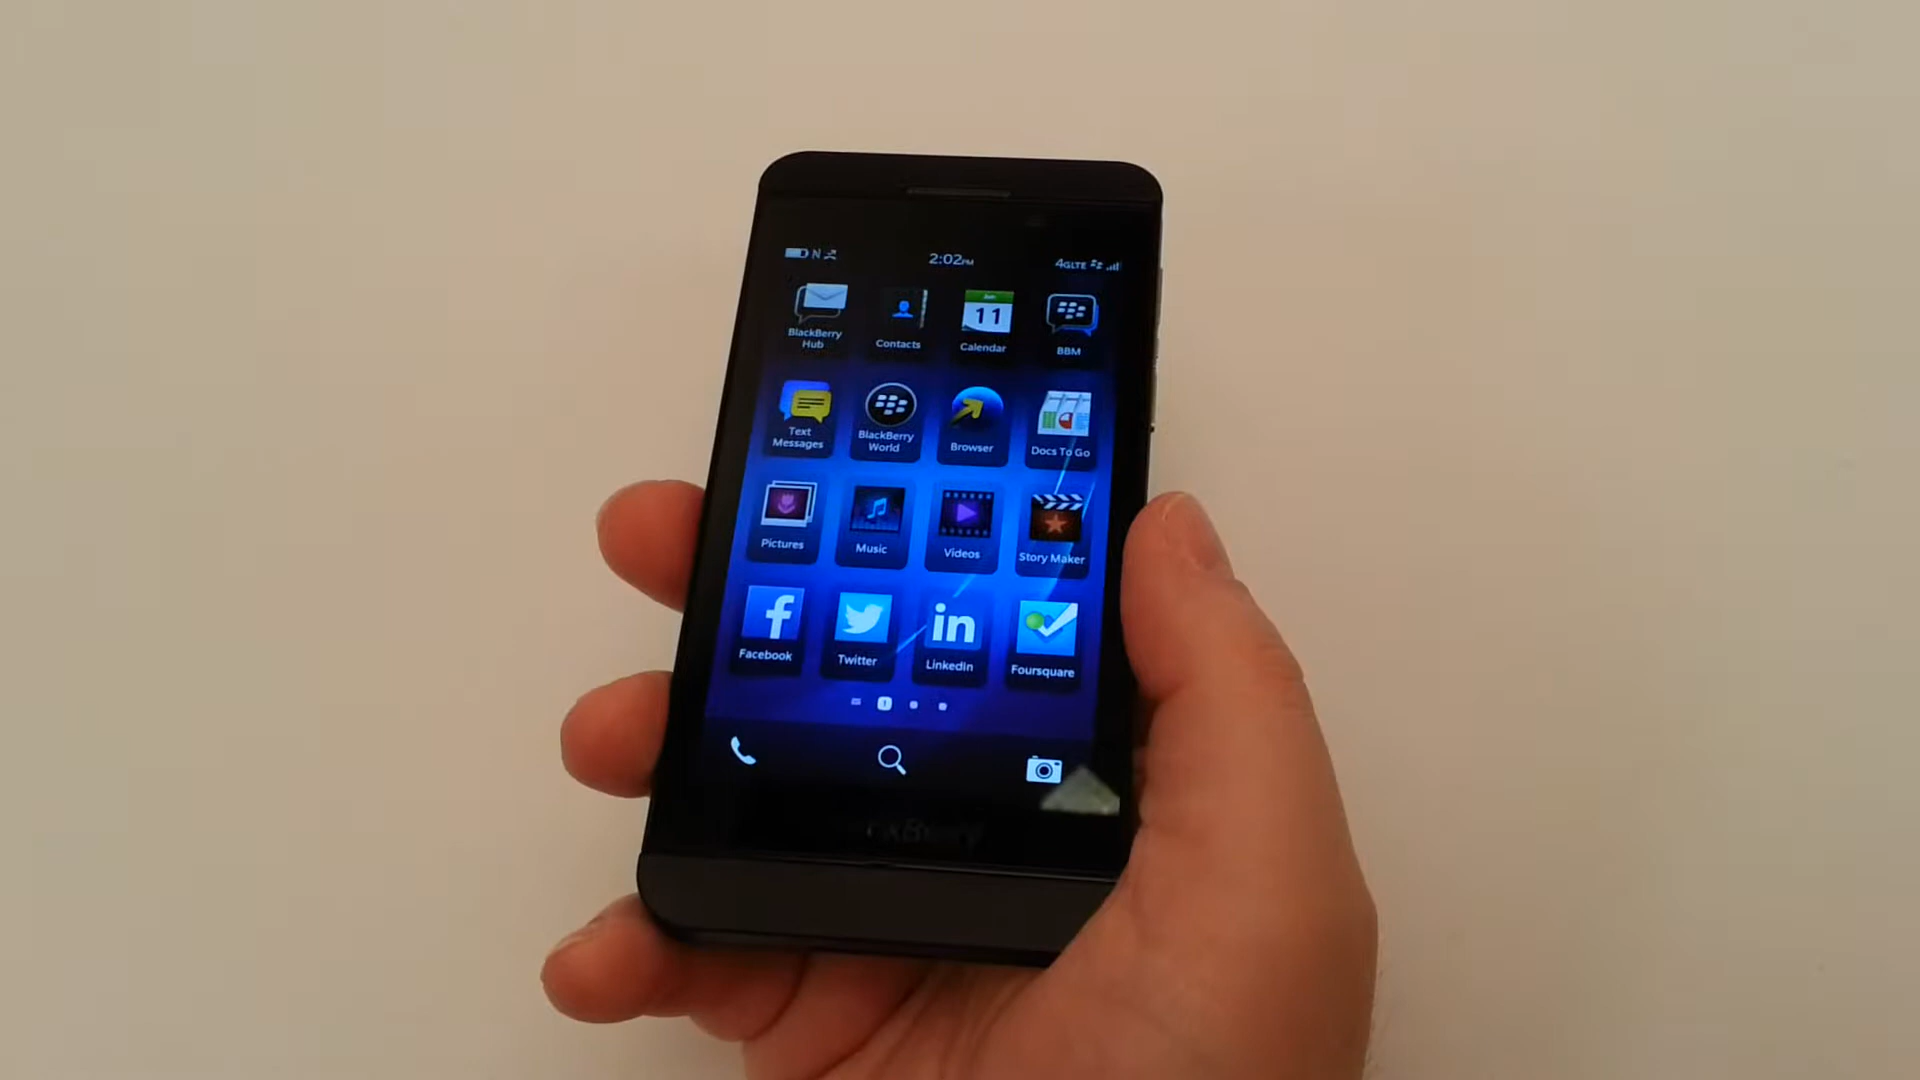 2:02PM
4GLTE
BlackBerry
Hub
Contacts
Jun
11
Calendar
BBM
Text
Messages
BlackBerry
World
Browser
Docs To Go
Pictures
Music
Videos
Story Maker
f
Facebook
Twitter
in
LinkedIn
Foursquare
1